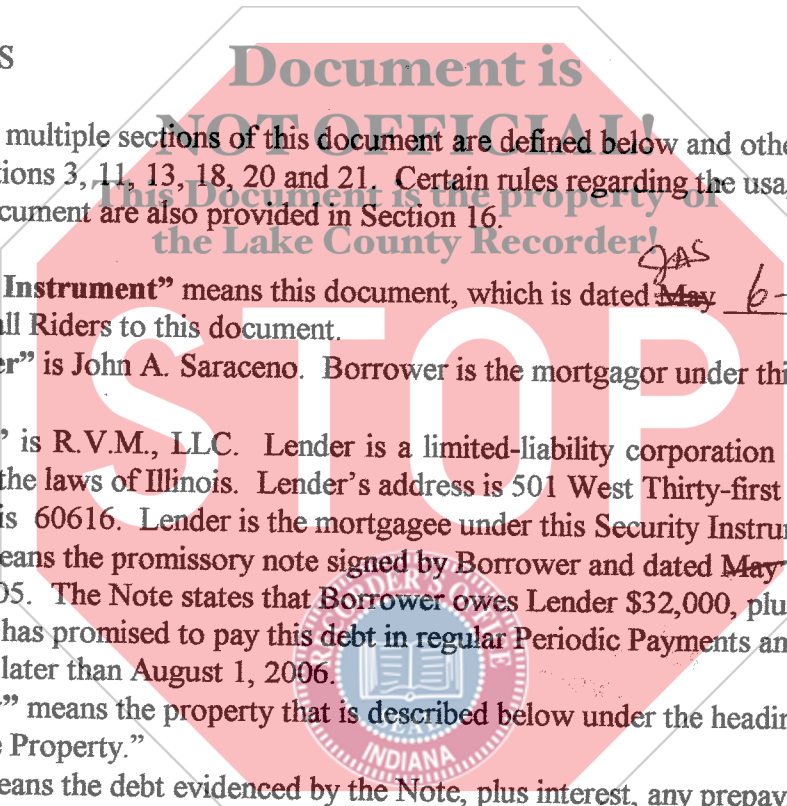 S
Document is
NOT OFFICIAL!
This Document is the property of
the Lake County Recorder!
STOP
multiple sections of this document are defined below and othe
tions 3, 11, 13, 18, 20 and 21. Certain rules regarding the usa
ocument are also provided in Section 16.
JAS
Instrument” means this document, which is dated May 6-
all Riders to this document.
er” is John A. Saraceno. Borrower is the mortgagor under thi
” is R.V.M., LLC. Lender is a limited-liability corporation
the laws of Illinois. Lender’s address is 501 West Thirty-first
is 60616. Lender is the mortgagee under this Security Instru
eans the promissory note signed by Borrower and dated May
05. The Note states that Borrower owes Lender $32,000, plu
has promised to pay this debt in regular Periodic Payments an
later than August 1, 2006.
” means the property that is described below under the headin
e Property.”
eans the debt evidenced by the Note, plus interest, any prepay
SEAL
INDIANA